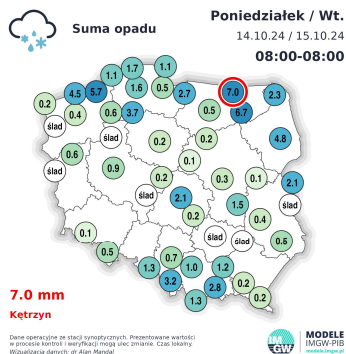 Suma opadu
Poniedziałek / Wt.
14.10.24 / 15.10.24
08:00-08:00
1.1
1.7
1.1
0.2
4.5
5.7
1.6
0.5
2.7
7.0
2.3
0.4
0.6
3.7
0.5
6.7
ślad
ślad
0.2
0.2
4.8
0.6
0.1
ślad
0.9
0.2
0.3
0.1
2.1
ślad
2.1
1.5
ślad
0.2
0.4
0.1
ślad
ślad
0.6
0.5
0.7
1.3
1.0
1.2
3.2
2.8
0.2
1.3
0.2
7.0 mm
Kętrzyn
Dane operacyjne ze stacji synoptycznych. Prezentowane wartości
w procesie kontroli i weryfikacji mogą ulec zmianie. Czas lokalny.
Wizualizacja danych: dr Alan Mandal
IMGW
MODELE
IMGW-PIB
modele.imgw.pl